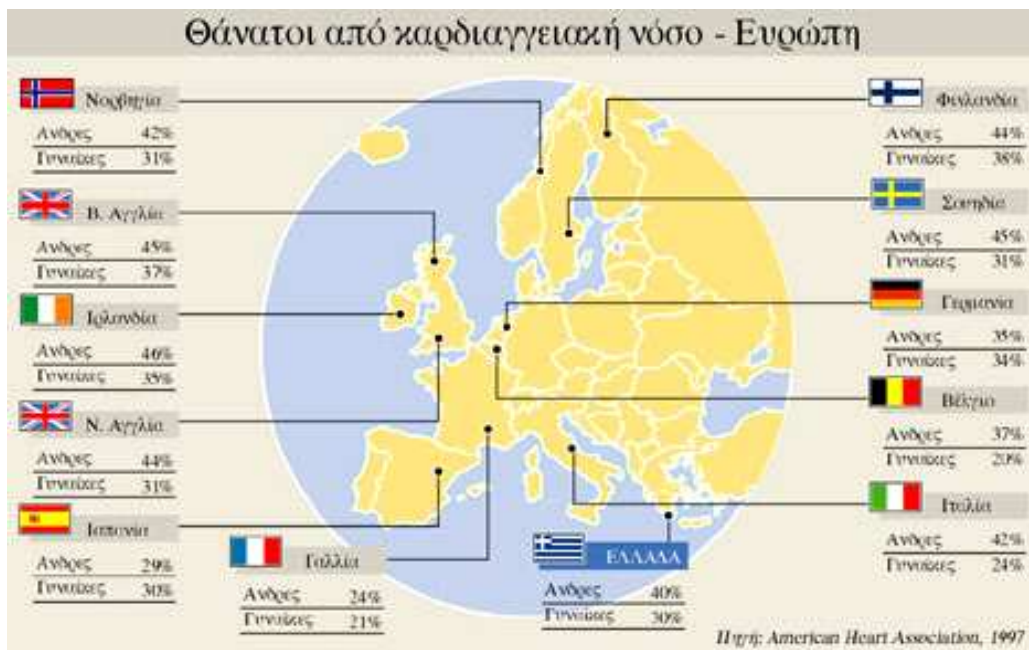 Θάνατοι από καρδιαγγειακή νόσο - Ευρώπη
Νορβηγία
Ανδρες 42%
Γυναίκες 31%
Β. Αγγλία
Ανδρες 45%
Γυναίκες 37%
Ιρλανδία
Ανδρες 46%
Γυναίκες 35%
Ν. Αγγλία
Ανδρες 44%
Γυναίκες 31%
Ισπανία
Ανδρες 29%
Γυναίκες 30%
Γαλλία
Ανδρες 24%
Γυναίκες 21%
ΕΛΛΑΔΑ
Ανδρες 40%
Γυναίκες 30%
Φινλανδία
Ανδρες 44%
Γυναίκες 38%
Σουηδία
Ανδρες 45%
Γυναίκες 31%
Γερμανία
Ανδρες 35%
Γυναίκες 34%
Βέλγιο
Ανδρες 37%
Γυναίκες 20%
Ιταλία
Ανδρες 42%
Γυναίκες 24%
Πηγή: American Heart Association, 1997